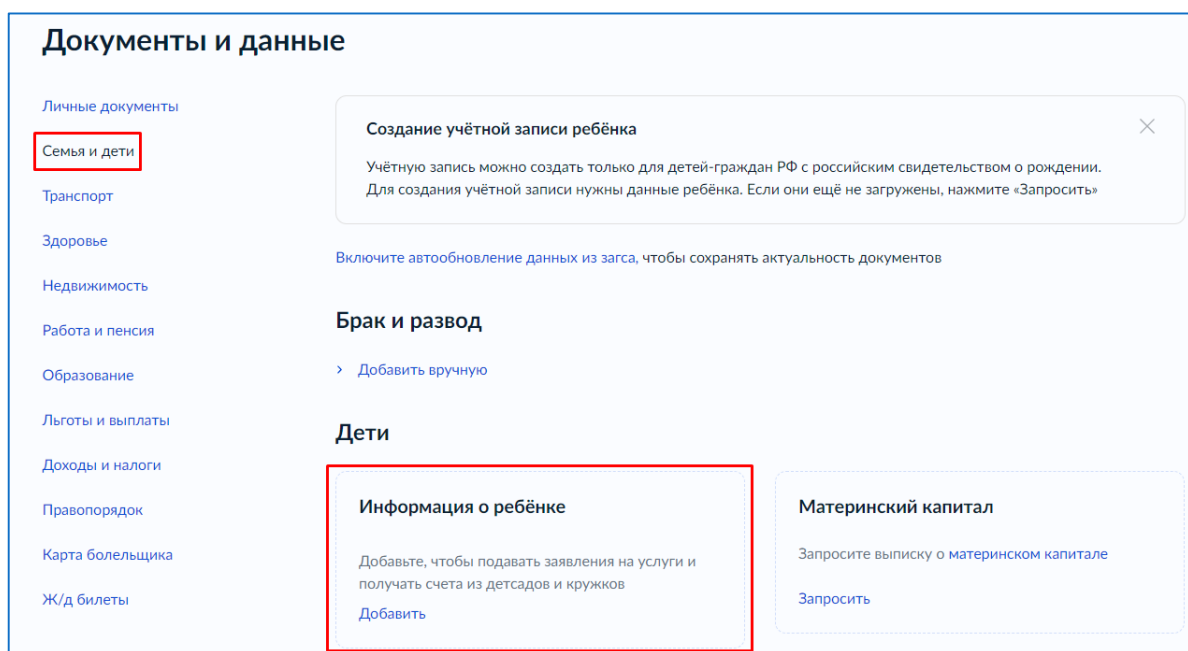 Документы и данные
Личные документы
Семья и дети
Транспорт
Здоровье
Недвижимость
Работа и пенсия
Образование
Льготы и выплаты
Доходы и налоги
Правопорядок
Карта болельщика
Ж/д билеты
Создание учётной записи ребёнка
Учётную запись можно создать только для детей-граждан РФ с российским свидетельством о рождении.
Для создания учётной записи нужны данные ребёнка. Если они ещё не загружены, нажмите «Запросить»
Включите автообновление данных из загса, чтобы сохранять актуальность документов
Брак и развод
Добавить вручную
Дети
Информация о ребёнке
Добавьте, чтобы подавать заявления на услуги и
получать счета из детсадов и кружков
Добавить
Материнский капитал
Запросите выписку о материнском капитале
Запросить